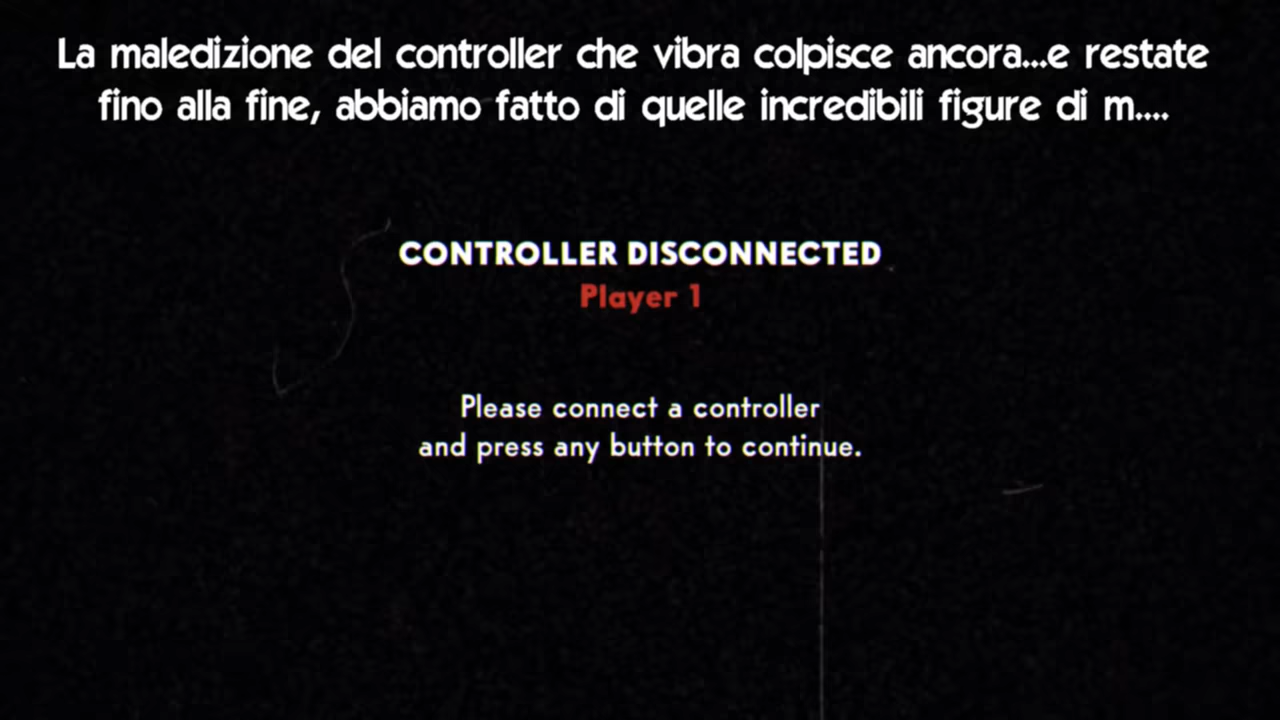 La maledizione del controller che vibra colpisce ancora...e restate
fino alla fine, abbiamo fatto di quelle incredibili figure di m....
CONTROLLER DISCONNECTED
Player 1
Please connect a controller
and press any button to continue.